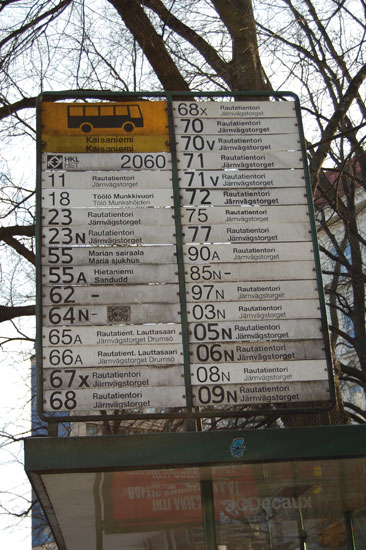 Kaisaniemi
Kaisaniemi
HKL
HST
2060
11 Rautatientori
Järnvägstorget
18 Töölö Munkkivuori
Tölö Munkshöjden
23 Rautatientori
Järnvägstorget
23N Rautatientori
Järnvägstorget
55 Marian sairaala
Maria sjukhus
55A Hietaniemi
Sandudd
62 –
64N –
65A Rautatient. Lauttasaari
Järnvägstorget Drumsö
66A Rautatient. Lauttasaari
Järnvägstorget Drumsö
67x Rautatientori
Järnvägstorget
68 Rautatientori
Järnvägstorget
68x Rautatientori
Järnvägstorget
70 Rautatientori
Järnvägstorget
70v Rautatientori
Järnvägstorget
71 Rautatientori
Järnvägstorget
71v Rautatientori
Järnvägstorget
72 Rautatientori
Järnvägstorget
75 Rautatientori
Järnvägstorget
77 Rautatientori
Järnvägstorget
90A Rautatientori
Järnvägstorget
85N –
97N Rautatientori
Järnvägstorget
03N Rautatientori
Järnvägstorget
05N Rautatientori
Järnvägstorget
06N Rautatientori
Järnvägstorget
08N Rautatientori
Järnvägstorget
09N Rautatientori
Järnvägstorget
JCDecaux